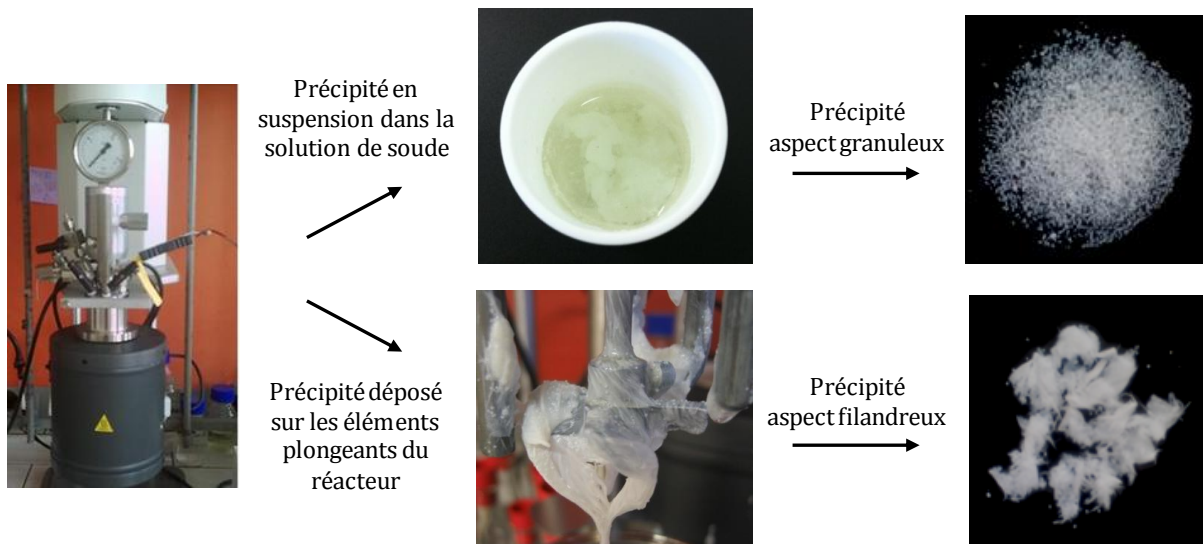 Précipité en
suspension dans la
solution de soude
Précipité
aspect granuleux
Précipité déposé
sur les éléments
plongeants du
réacteur
Précipité
aspect filandreux